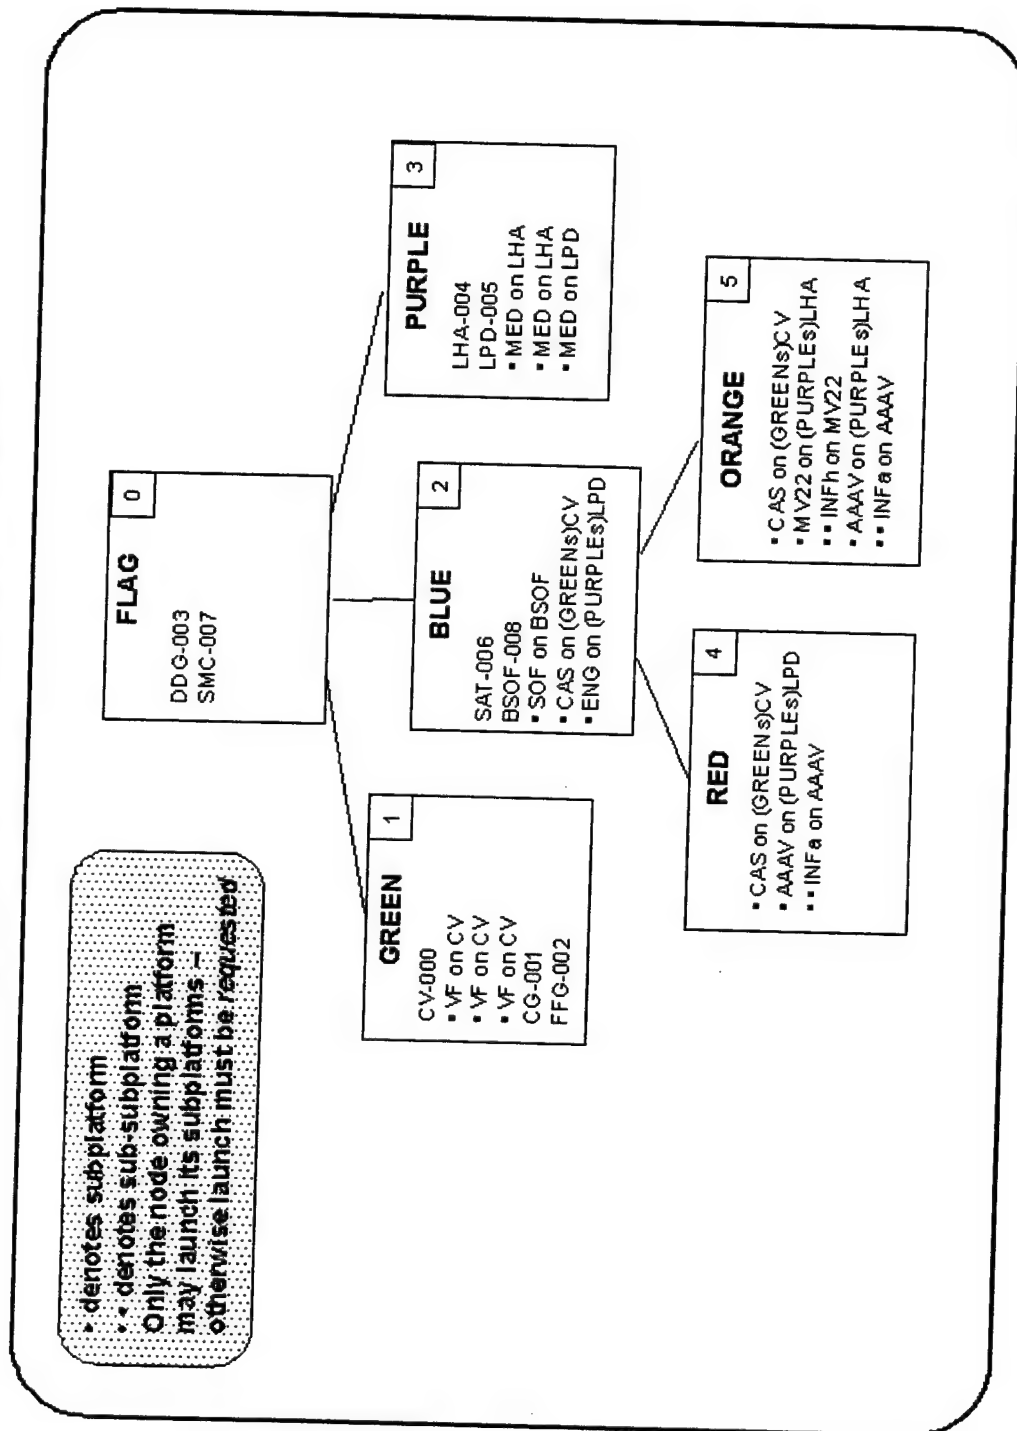 • denotes subplatform
• • denotes sub-subplatform
Only the node owning a platform
may launch its subplatforms –
otherwise launch must be requested
FLAG
0
DDG-003
SMC-007
GREEN
1
CV-000
▪ VF on CV
▪ VF on CV
▪ VF on CV
CG-001
FFG-002
BLUE
2
SAT-006
BSOF-008
▪ SOF on BSOF
▪ CAS on (GREENs)CV
▪ ENG on (PURPLEs)LPD
PURPLE
3
LHA-004
LPD-005
▪ MED on LHA
▪ MED on LHA
▪ MED on LPD
RED
4
▪ CAS on (GREENs)CV
▪ AAAV on (PURPLEs)LPD
▪▪ INFa on AAAV
ORANGE
5
▪ CAS on (GREENs)CV
▪ MV22 on (PURPLEs)LHA
▪▪ INFh on MV22
▪ AAAV on (PURPLEs)LHA
▪▪ INFa on AAAV